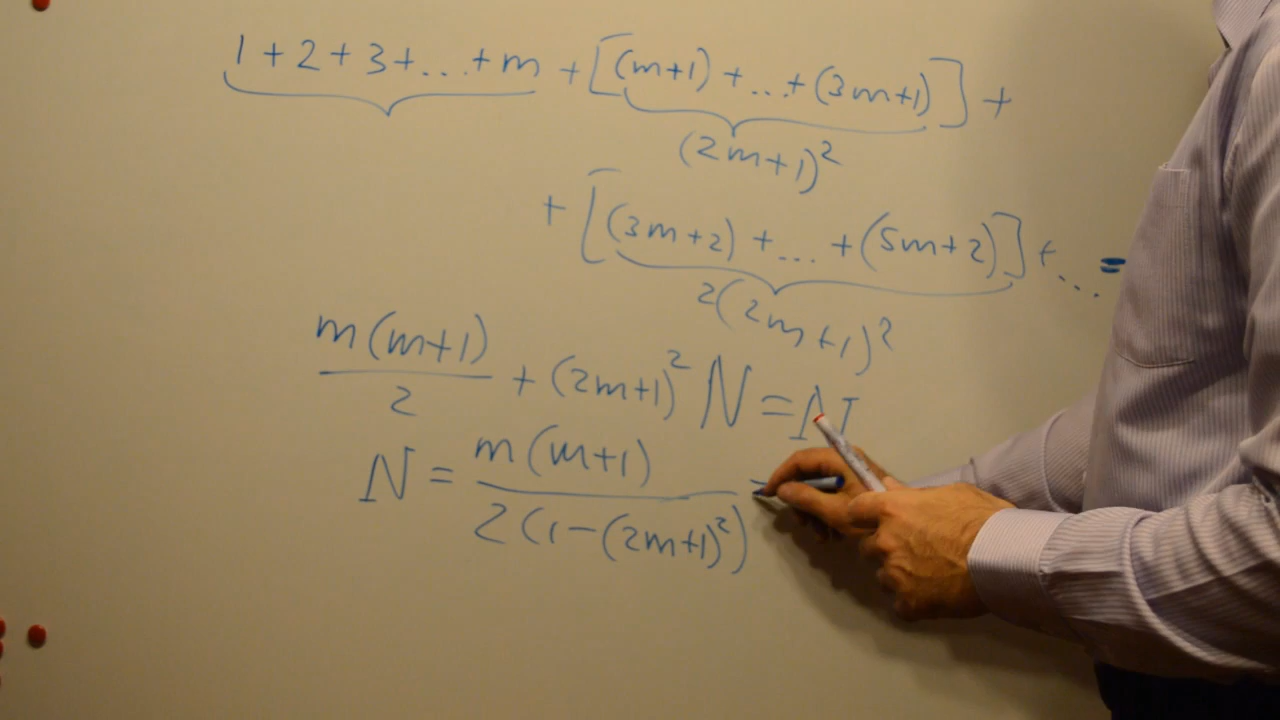 1 + 2 + 3 + ... + m + [(m+1) + ... + (3m+1)] +
(2m+1)²
+ [(3m+2) + ... + (5m+2)] + ... =
2(2m+1)²
m(m+1)/2 + (2m+1)² N = N
N = m(m+1)/2(1-(2m+1)²)